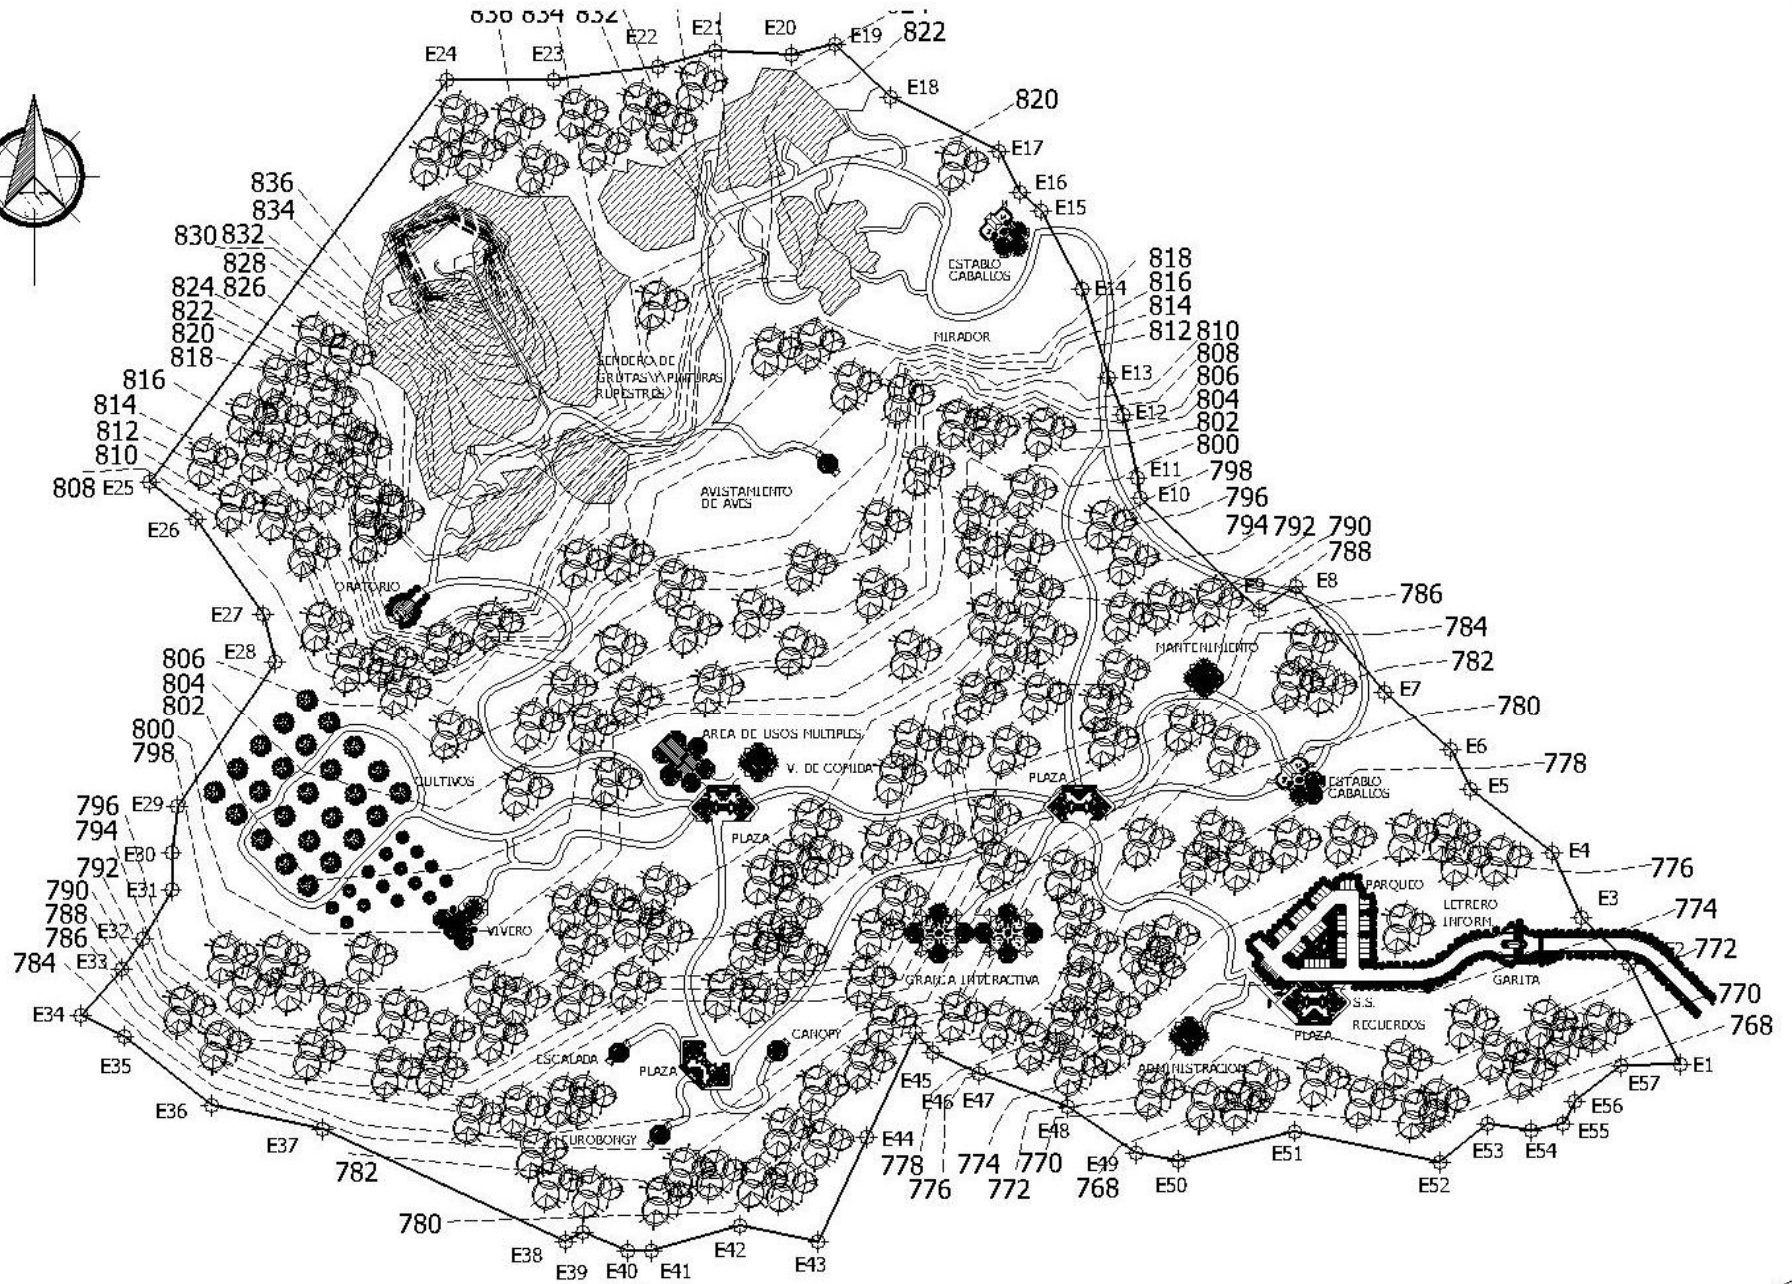 836 834 832
822
E24
E23
E22
E21
E20
E19
E18
820
E17
E16
E15
836
834
830 832
828
824 826
822
820
818
816
814
812
810
808 E25
E26
ESTABLO
CABALLOS
E14
818
816
814
812 810
808
806
804
802
800
798
796
794 792 790
788
MIRADOR
E13
E12
E11
E10
SENDERO DE
GRUTAS Y PINTURAS
RUPESTRES
AVISTAMIENTO
DE AVES
ORATORIO
E9
E8
786
784
782
E27
E28
806
804
802
800
798
MANTENIMIENTO
E7
780
E6
778
E5
AREA DE USOS MULTIPLES
V. DE COMIDA
PLAZA
ESTABLO
CABALLOS
CULTIVOS
PLAZA
E29
796
794
E30
792
E31
790
788
E32
786
784
E33
E34
E35
E4
776
E3
774
E2
772
770
768
PARQUEO
LETRERO
INFORM.
VIVERO
GRANJA INTERACTIVA
GARITA
S.S.
RECUERDOS
PLAZA
CANOPY
ESCALADA
PLAZA
ADMINISTRACION
E1
E57
E56
E55
E54
E53
E52
E51
E50
E49
E48
E47
E46
E45
E44
E36
E37
EUROBONGY
782
778
776
774
772
770
768
780
E38
E39
E40
E41
E42
E43